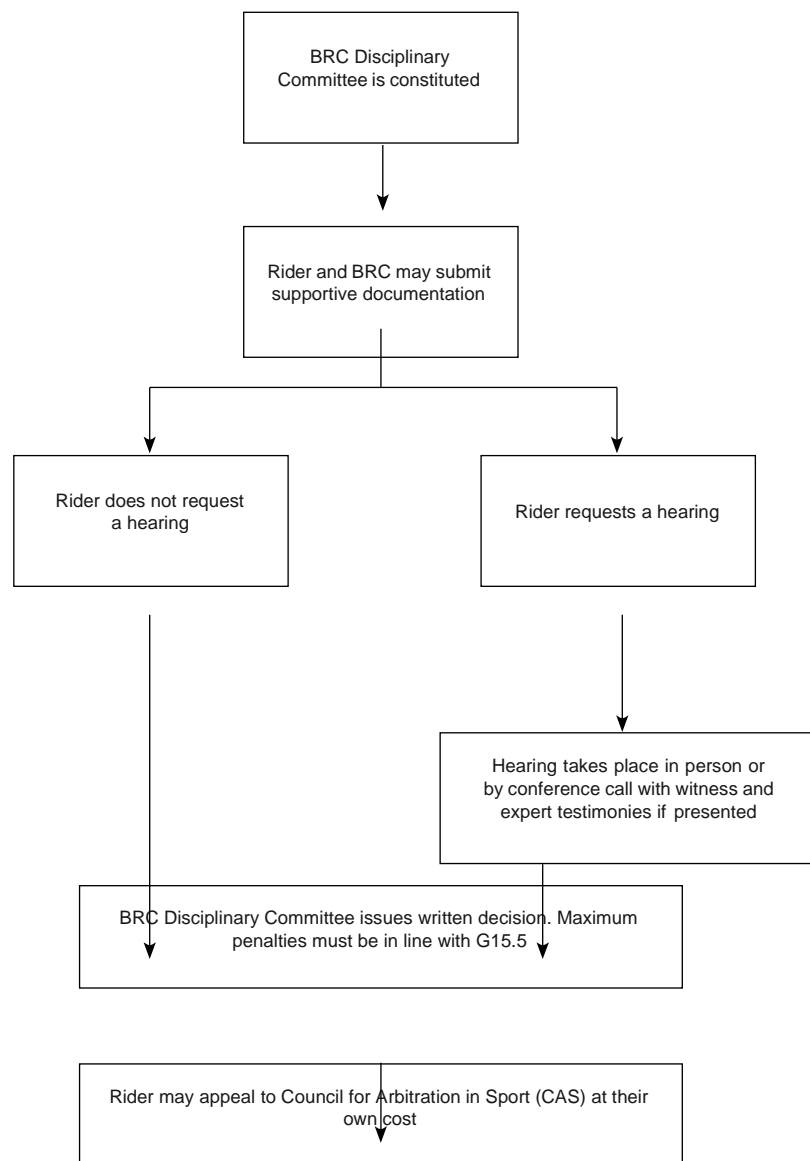 BRC Disciplinary
Committee is constituted
Rider and BRC may submit
supportive documentation
Rider does not request
a hearing
Rider requests a hearing
Hearing takes place in person or
by conference call with witness and
expert testimonies if presented
BRC Disciplinary Committee issues written decision. Maximum
penalties must be in line with G15.5
Rider may appeal to Council for Arbitration in Sport (CAS) at their
own cost